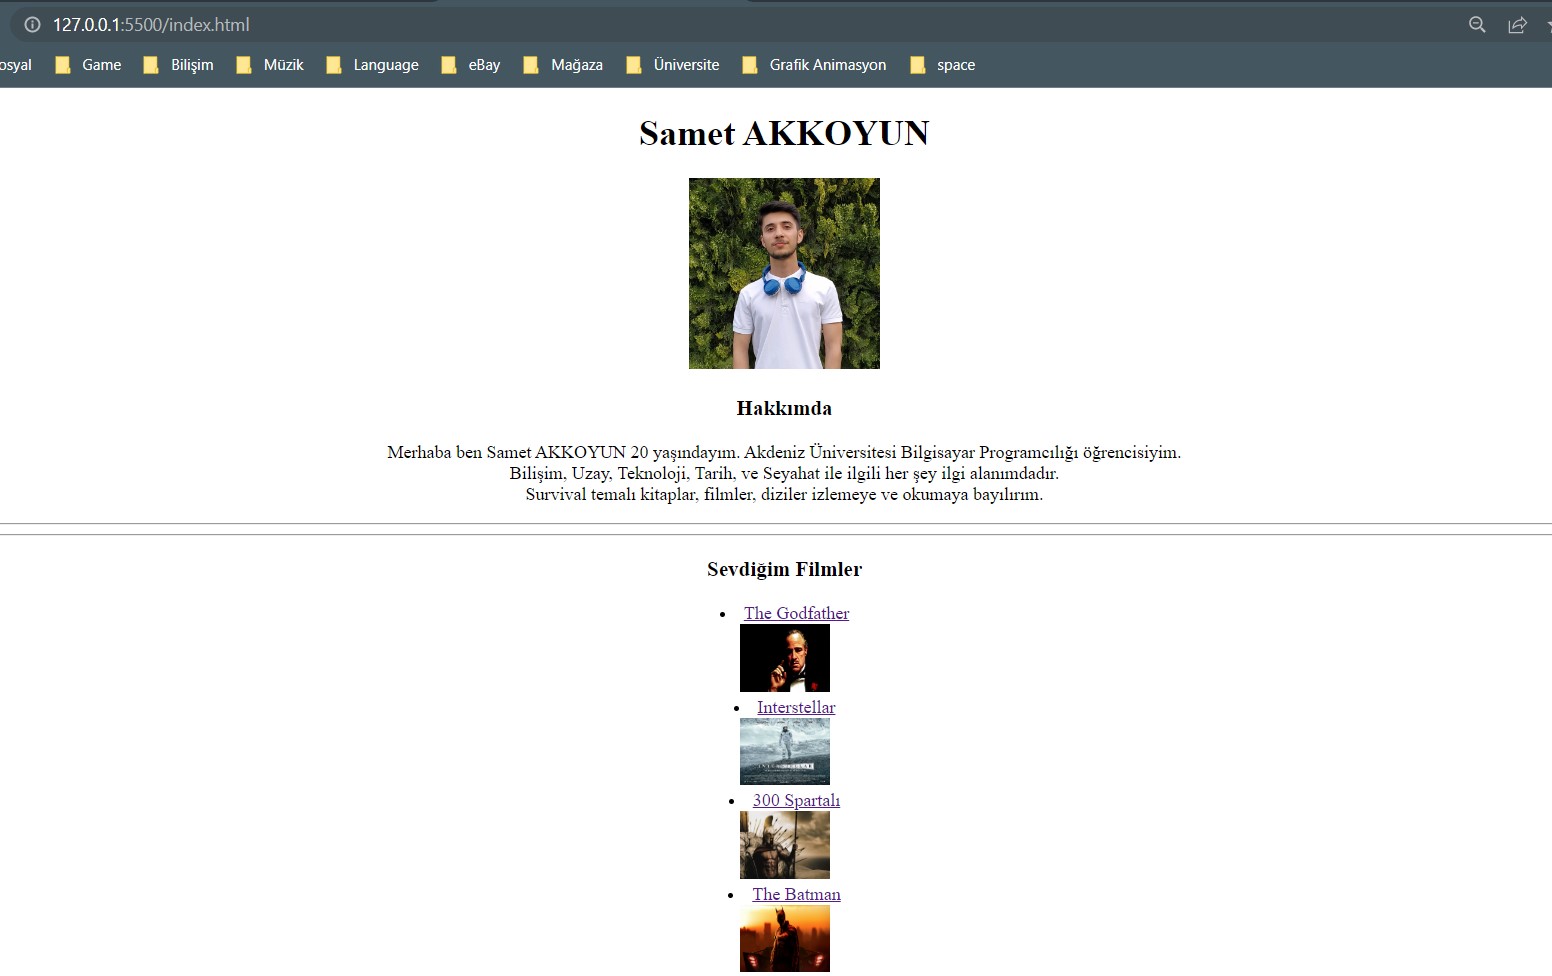 127.0.0.1:5500/index.html
osyal Game Bilişim Müzik Language eBay Mağaza Üniversite Grafik Animasyon space
Samet AKKOYUN
Hakkımda
Merhaba ben Samet AKKOYUN 20 yaşındayım. Akdeniz Üniversitesi Bilgisayar Programcılığı öğrencisiyim.
Bilişim, Uzay, Teknoloji, Tarih, ve Seyahat ile ilgili her şey ilgi alanımdadır.
Survival temalı kitaplar, filmler, diziler izlemeye ve okumaya bayılırım.
Sevdiğim Filmler
• The Godfather
• Interstellar
• 300 Spartalı
• The Batman